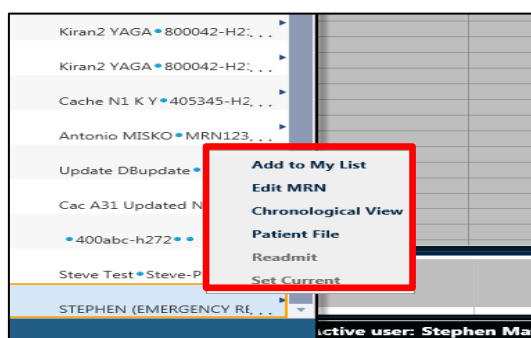 Kiran2 YAGA•800042-H2:...
Kiran2 YAGA•800042-H2:...
Cache N1 K Y•405345-H2...
Antonio MISKO•MRN123...
Update DBupdate•
Cac A31 Updated N
•400abc-h272••
Steve Test•Steve-P
STEPHEN (EMERGENCY RE...
Add to My List
Edit MRN
Chronological View
Patient File
Readmit
Set Current
ctive user: Stephen Ma